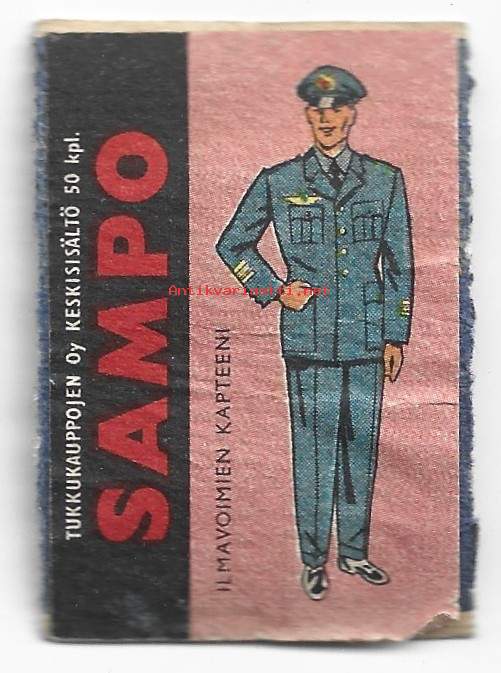 TUKKUKAUPPOJEN Oy KESKISISÄLTÖ 50 kpl.
SAMPO
ILMAVOIMIEN KAPTEENI
Antikvariaatti.net